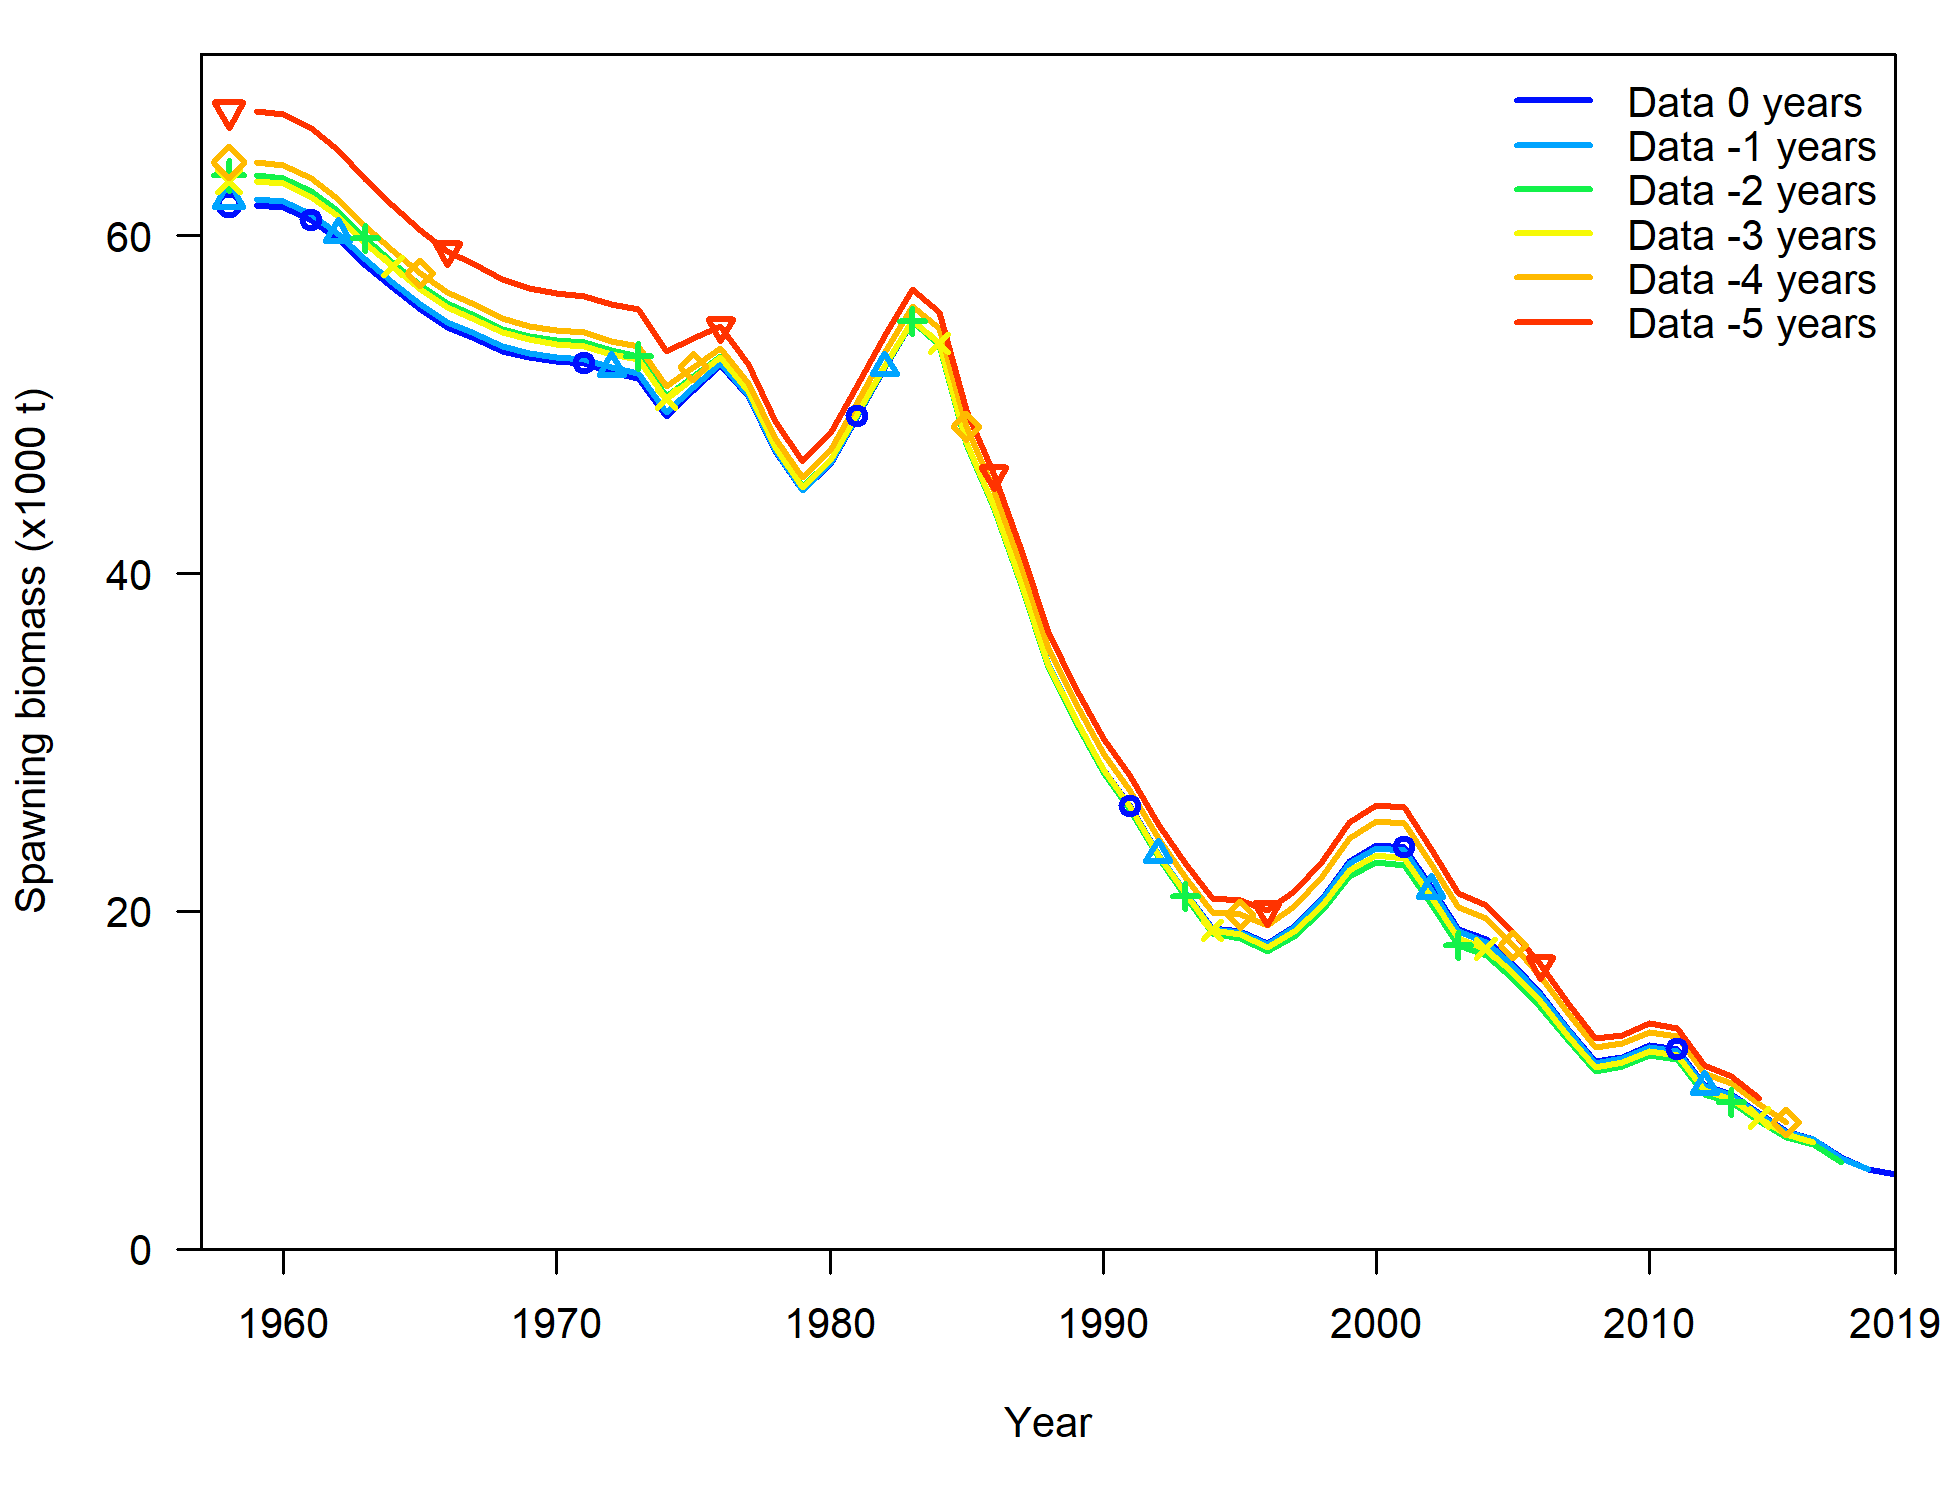 Data 0 years
Data -1 years
Data -2 years
Data -3 years
Data -4 years
Data -5 years
Spawning biomass (x1000 t)
60
40
20
0
1960 1970 1980 1990 2000 2010 2019
Year